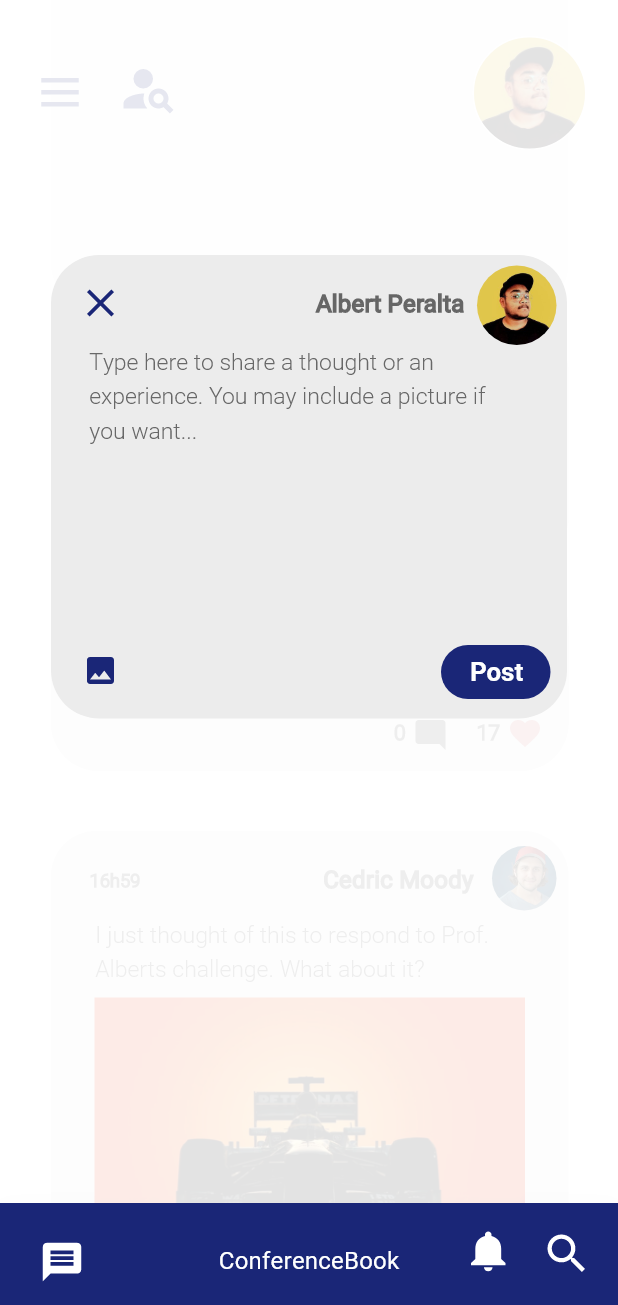 Albert Peralta
Type here to share a thought or an
experience. You may include a picture if
you want...
Post
0 17
16h59 Cedric Moody
I just thought of this to respond to Prof.
Alberts challenge. What about it?
PETRONAS
ConferenceBook